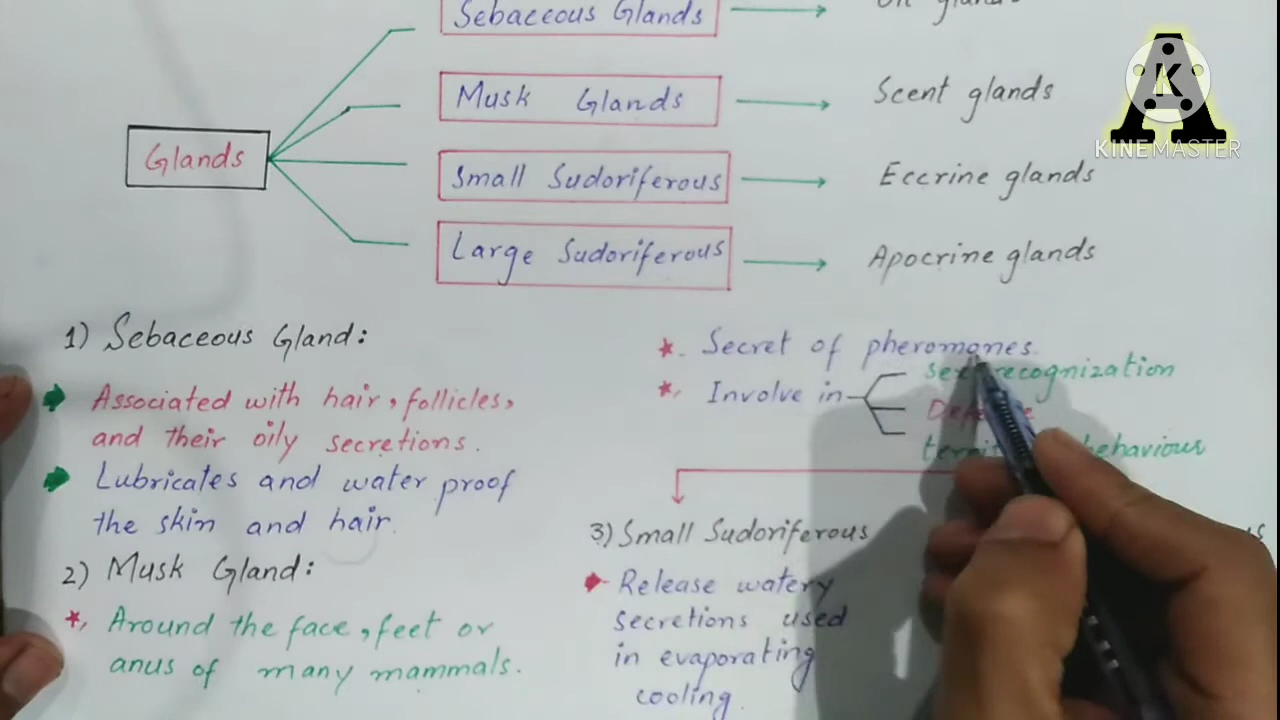 Sebaceous Glands
Musk Glands Scent glands
Glands
Small Sudoriferous Eccrine glands
Large Sudoriferous Apocrine glands
1) Sebaceous Gland:
Associated with hair, follicles,
and their oily secretions.
Lubricates and water proof
the skin and hair.
2) Musk Gland:
Around the face, feet or
anus of many mammals.
Secret of pheromones.
Involve in
recognization
behaviour
3) Small Sudoriferous
Release watery
secretions used
in evaporating
cooling.
A
K
KINEMASTER